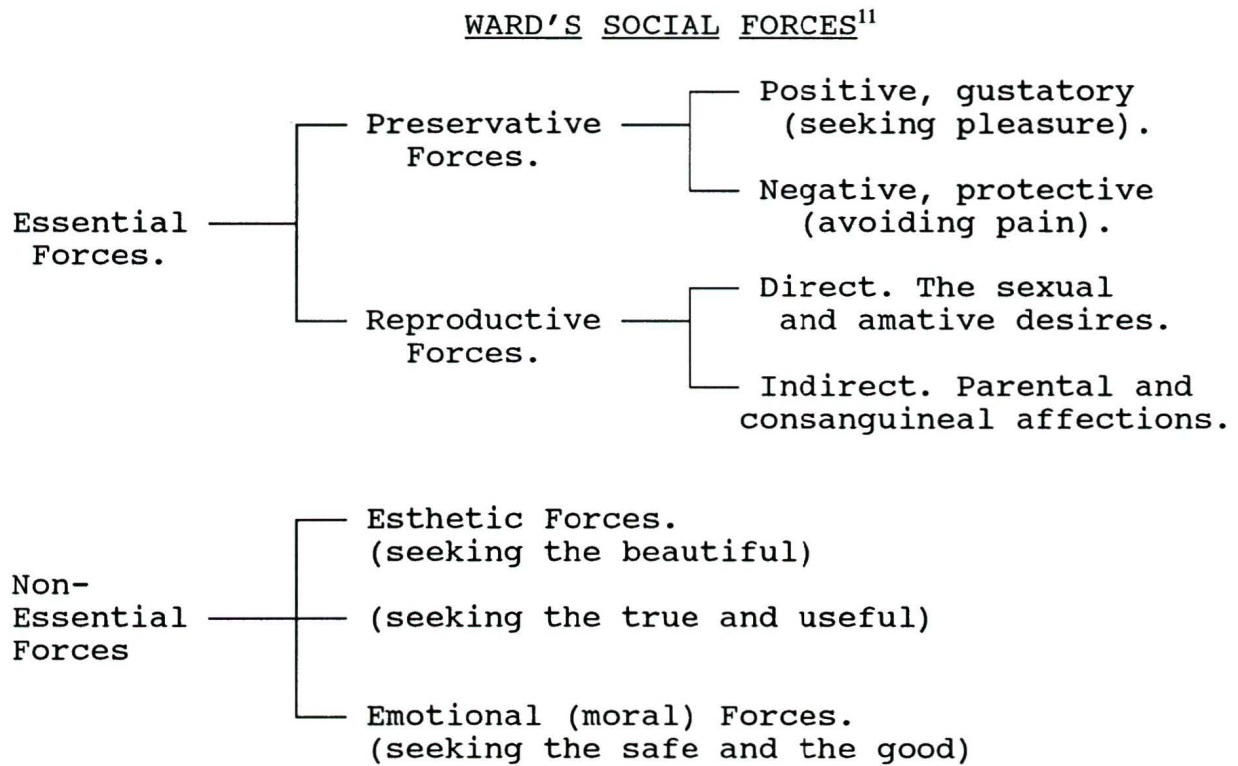 WARD'S SOCIAL FORCES¹¹
Positive, gustatory
(seeking pleasure).
Preservative
Forces.
Negative, protective
(avoiding pain).
Essential
Forces.
Direct. The sexual
and amative desires.
Reproductive
Forces.
Indirect. Parental and
consanguineal affections.
Esthetic Forces.
(seeking the beautiful)
Non-
Essential
Forces
(seeking the true and useful)
Emotional (moral) Forces.
(seeking the safe and the good)